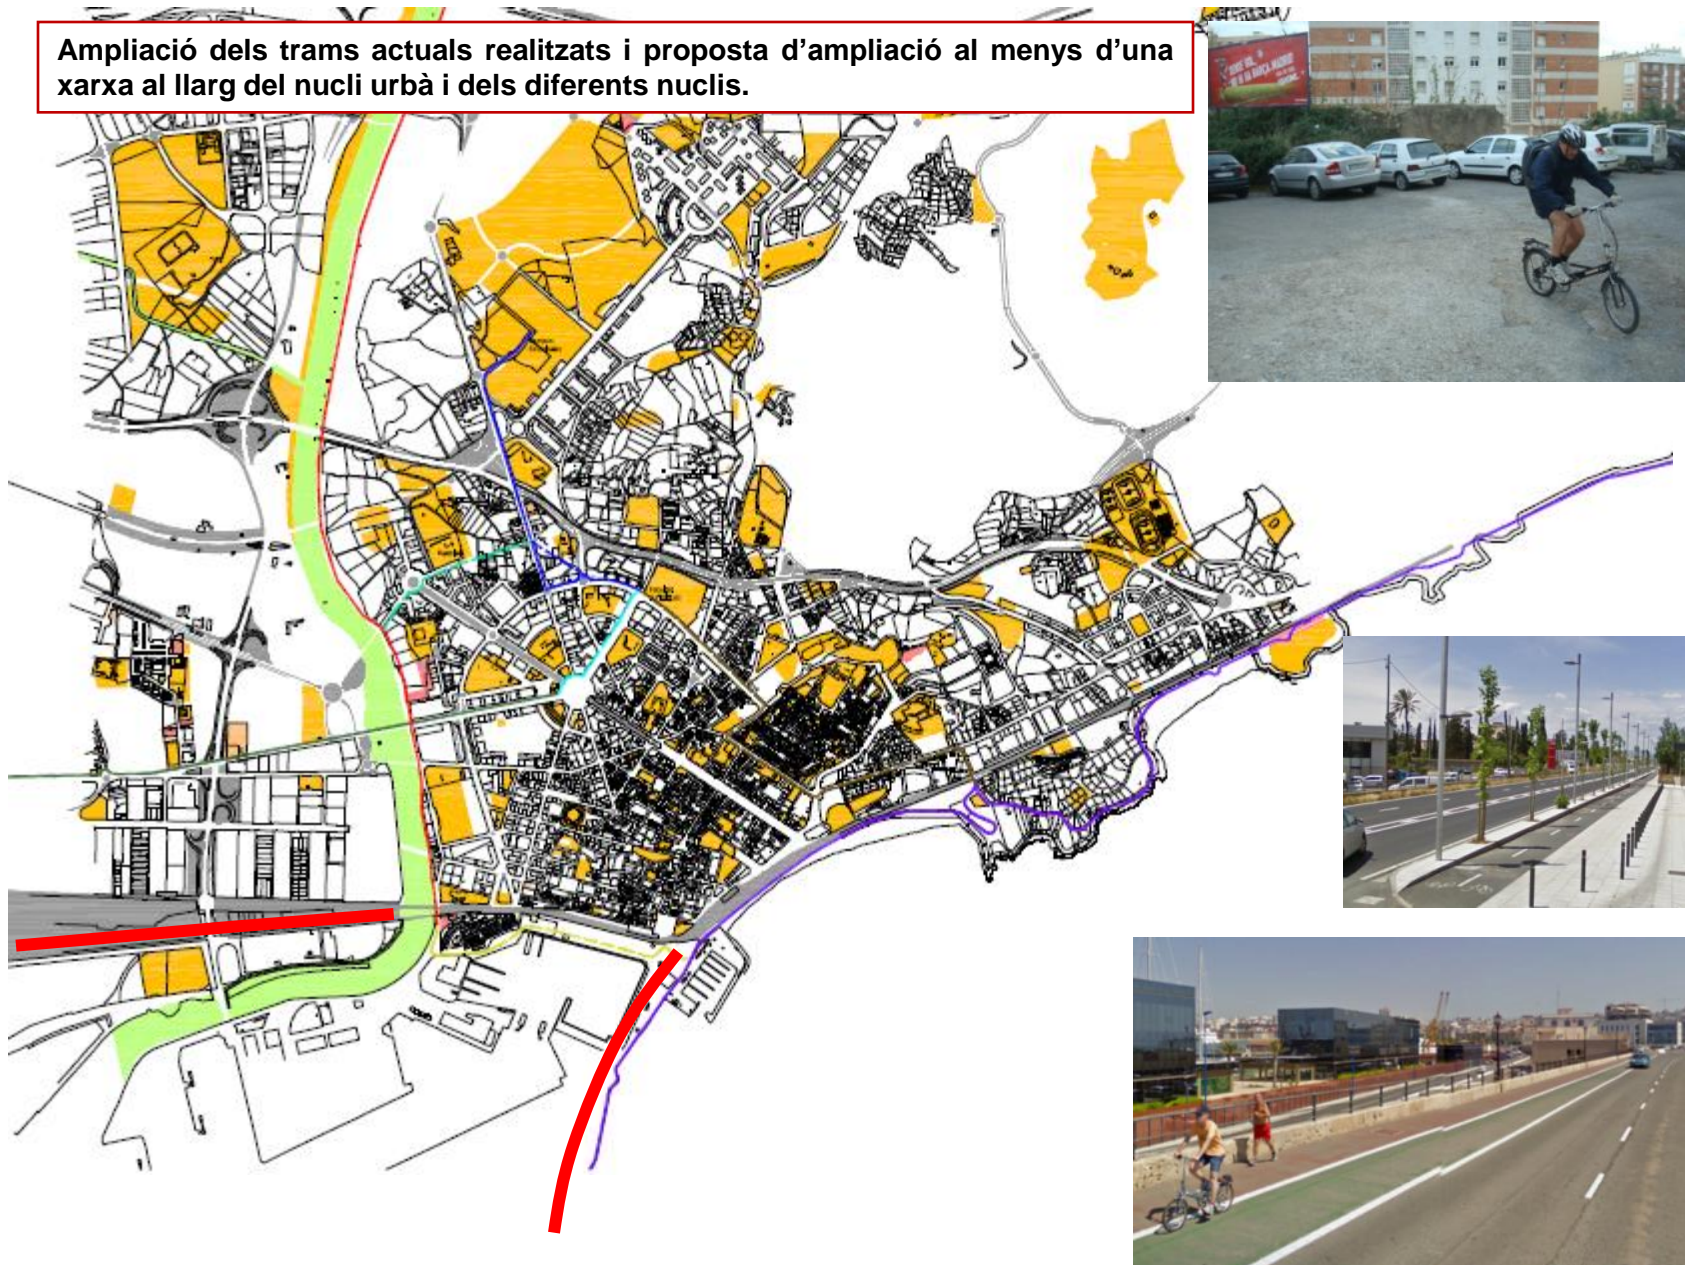 Ampliació dels trams actuals realitzats i proposta d’ampliació al menys d’una
xarxa al llarg del nucli urbà i dels diferents nuclis.